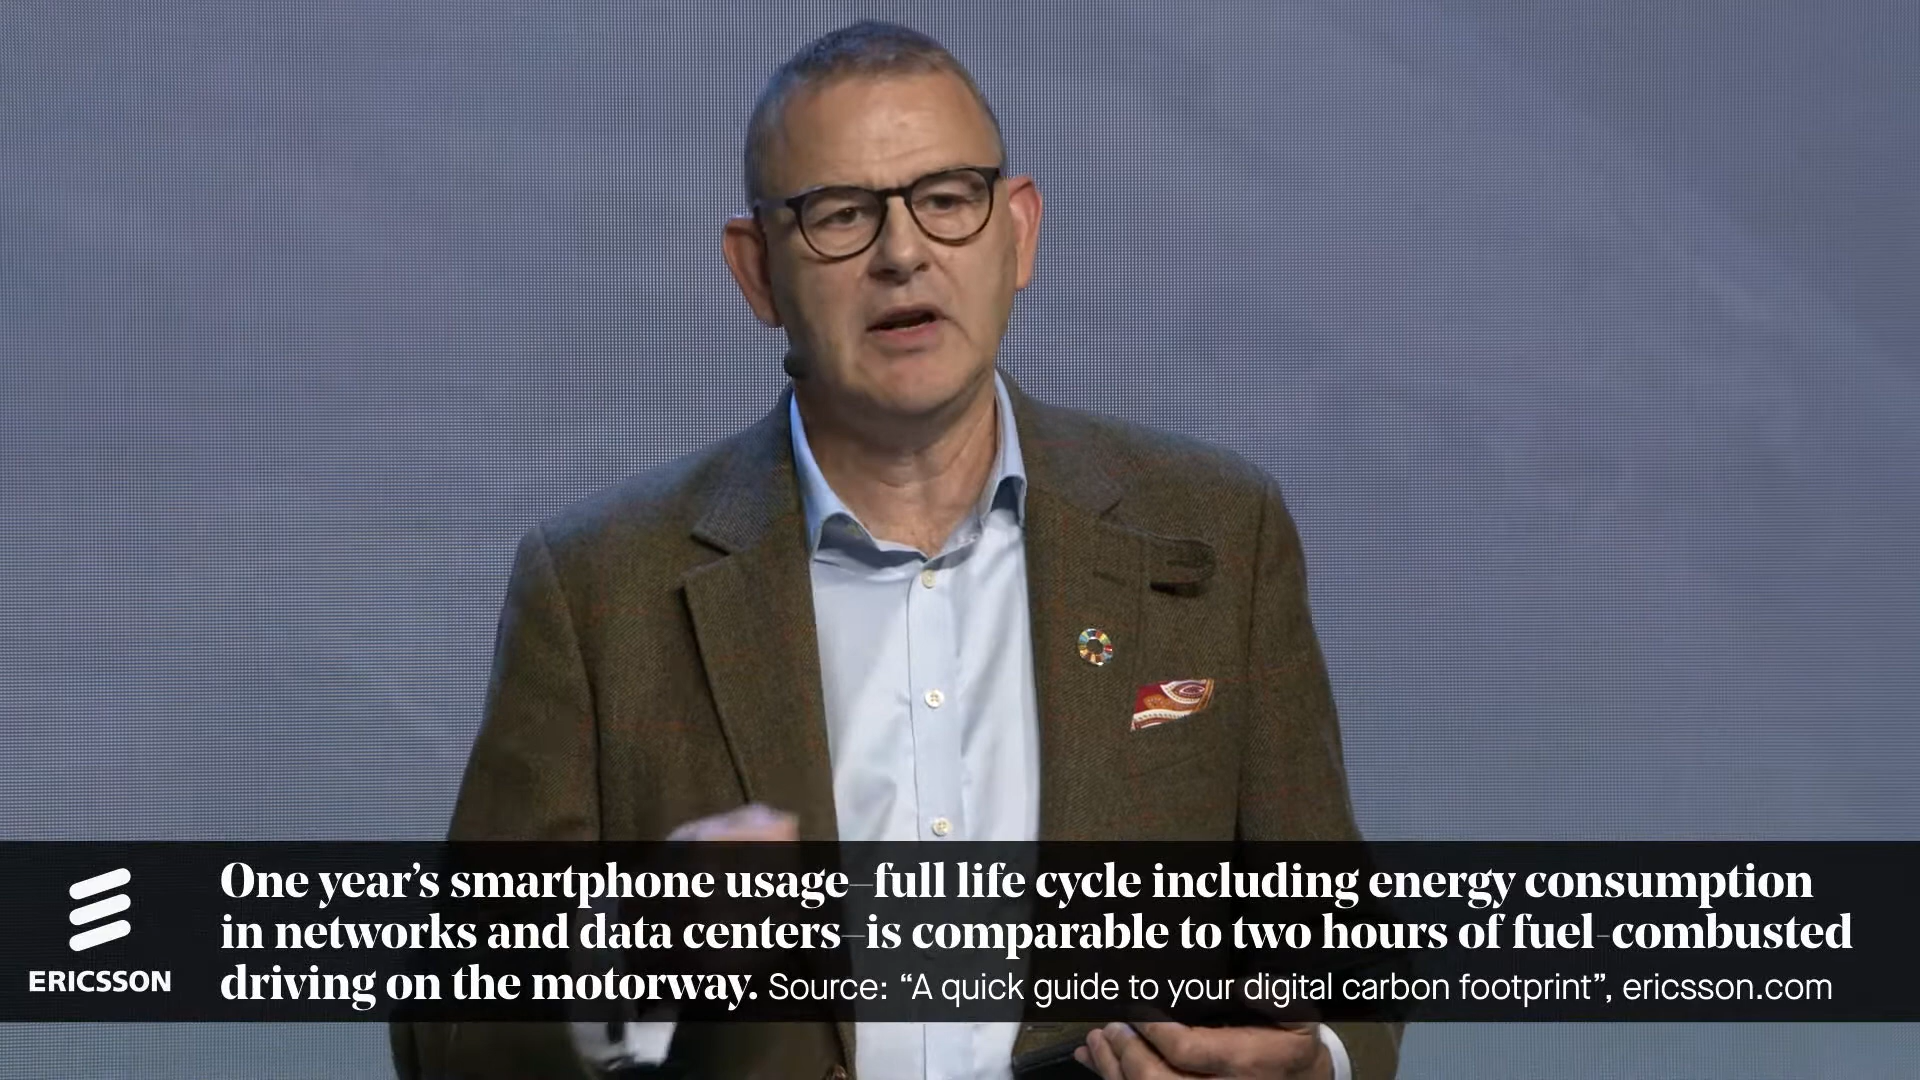 One year’s smartphone usage–full life cycle including energy consumption
in networks and data centers–is comparable to two hours of fuel-combusted
driving on the motorway. Source: “A quick guide to your digital carbon footprint”, ericsson.com
ERICSSON